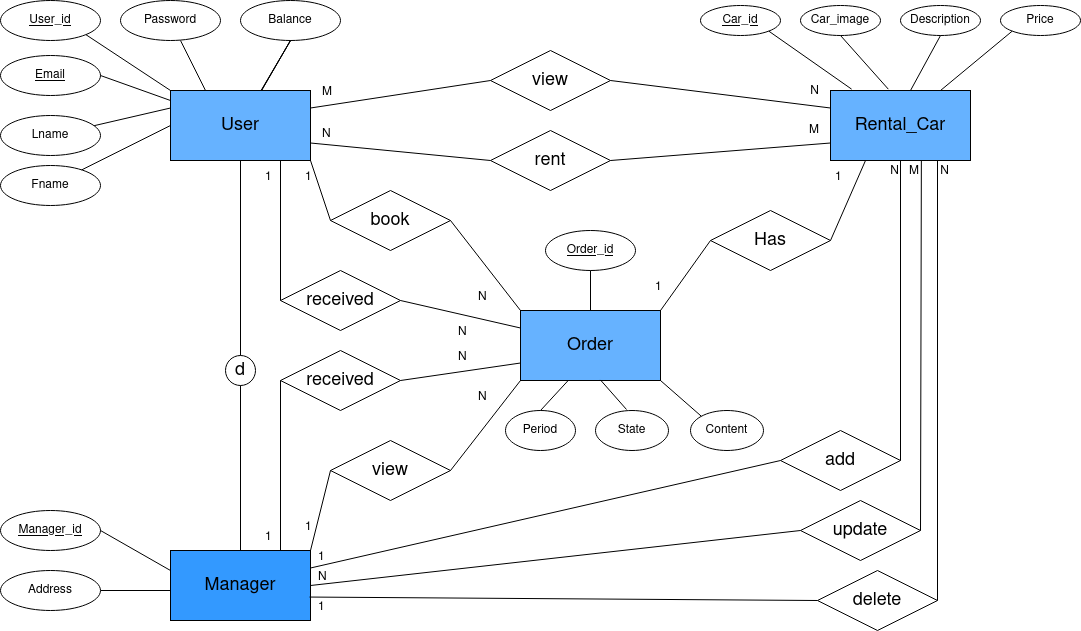 User_id
Password
Balance
Car_id
Car_image
Description
Price
Email
view
M
N
Lname
User
Rental_Car
N
M
rent
Fname
1
1
1
N
M
N
book
Has
Order_id
received
N
1
N
Order
d
received
N
N
Period
State
Content
view
add
Manager_id
1
1
update
1
N
Address
Manager
delete
1